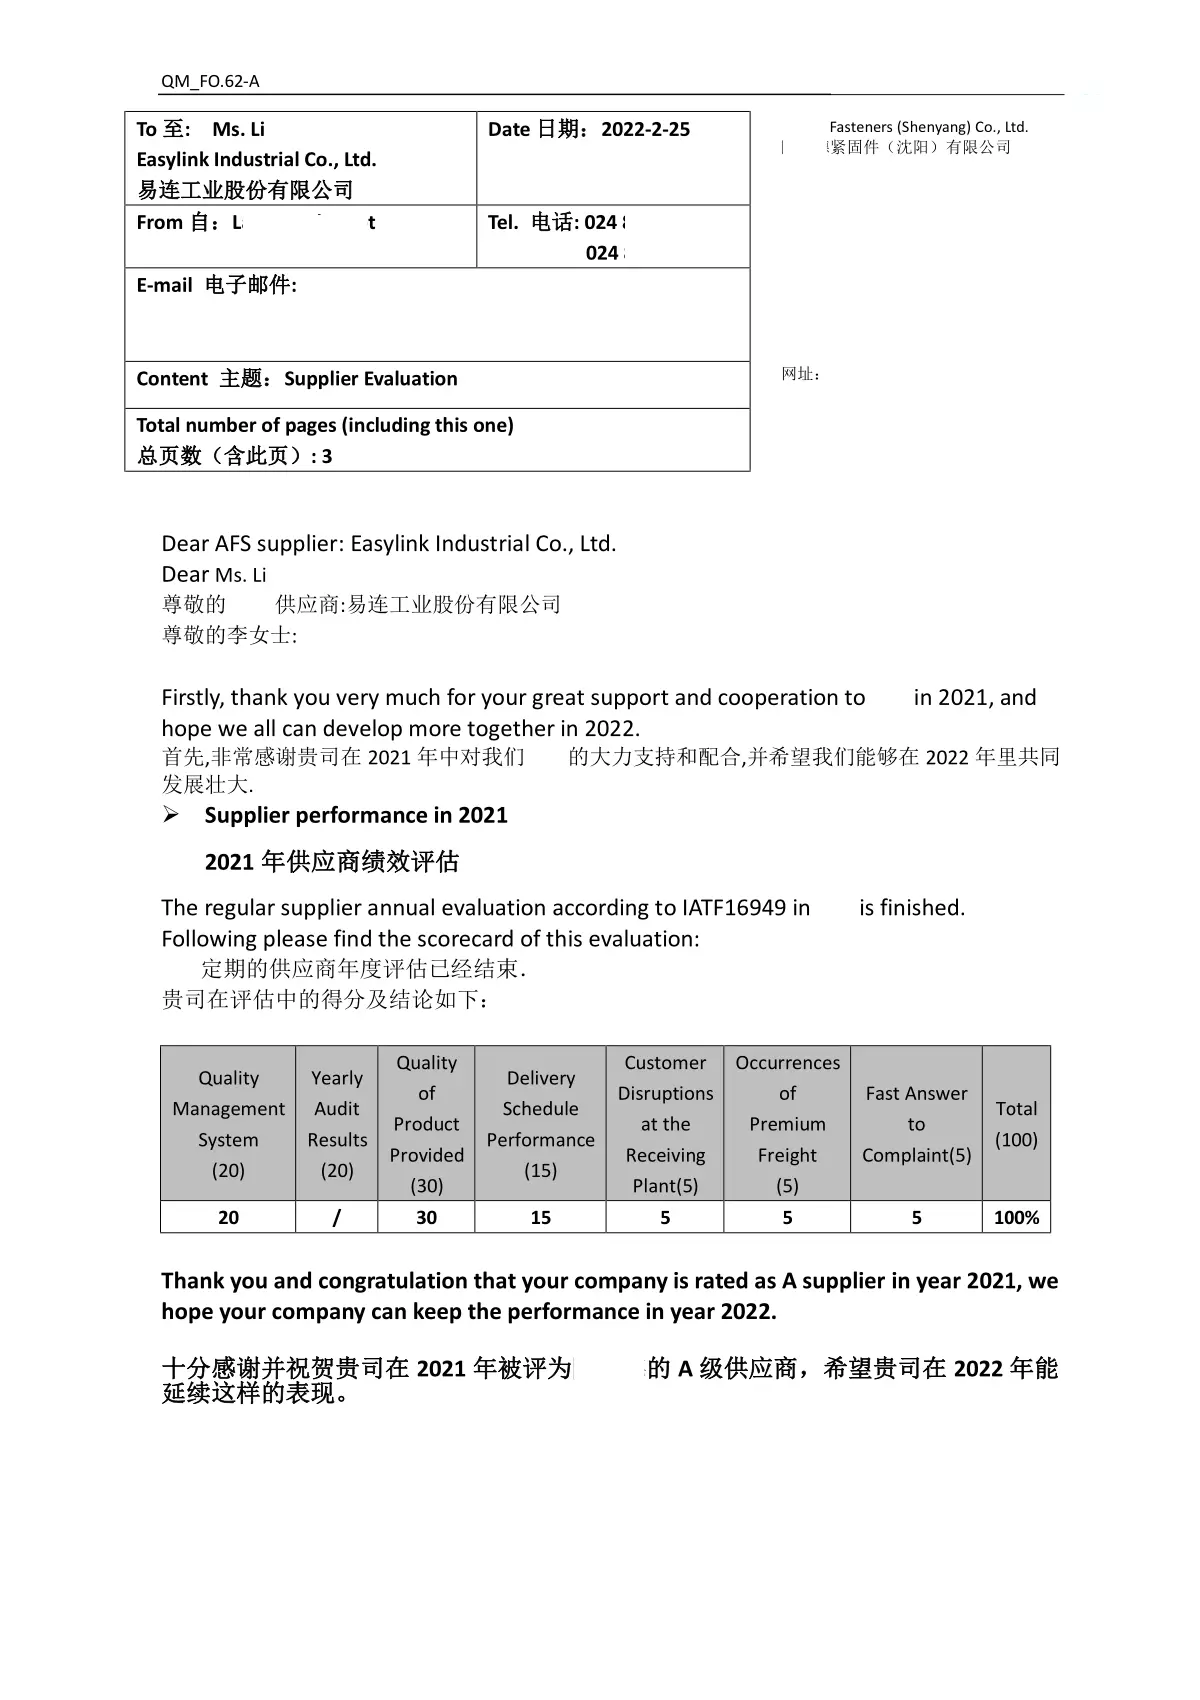 QM_FO.62-A
To 至: Ms. Li
Easylink Industrial Co., Ltd.
易连工业股份有限公司
Date 日期：2022-2-25
Fasteners (Shenyang) Co., Ltd.
紧固件（沈阳）有限公司
From 自：
Tel. 电话: 024
024
E-mail 电子邮件:
Content 主题：Supplier Evaluation
网址：
Total number of pages (including this one)
总页数（含此页）: 3
Dear AFS supplier: Easylink Industrial Co., Ltd.
Dear Ms. Li
尊敬的 供应商:易连工业股份有限公司
尊敬的李女士:
Firstly, thank you very much for your great support and cooperation to in 2021, and
hope we all can develop more together in 2022.
首先,非常感谢贵司在 2021 年中对我们 的大力支持和配合,并希望我们能够在 2022 年里共同
发展壮大.
➢ Supplier performance in 2021
2021 年供应商绩效评估
The regular supplier annual evaluation according to IATF16949 in is finished.
Following please find the scorecard of this evaluation:
定期的供应商年度评估已经结束.
贵司在评估中的得分及结论如下：
Quality
Management
System
(20)
Yearly
Audit
Results
(20)
Quality
of
Product
Provided
(30)
Delivery
Schedule
Performance
(15)
Customer
Disruptions
at the
Receiving
Plant(5)
Occurrences
of
Premium
Freight
(5)
Fast Answer
to
Complaint(5)
Total
(100)
20 / 30 15 5 5 5 100%
Thank you and congratulation that your company is rated as A supplier in year 2021, we
hope your company can keep the performance in year 2022.
十分感谢并祝贺贵司在 2021 年被评为 的 A 级供应商，希望贵司在 2022 年能
延续这样的表现。